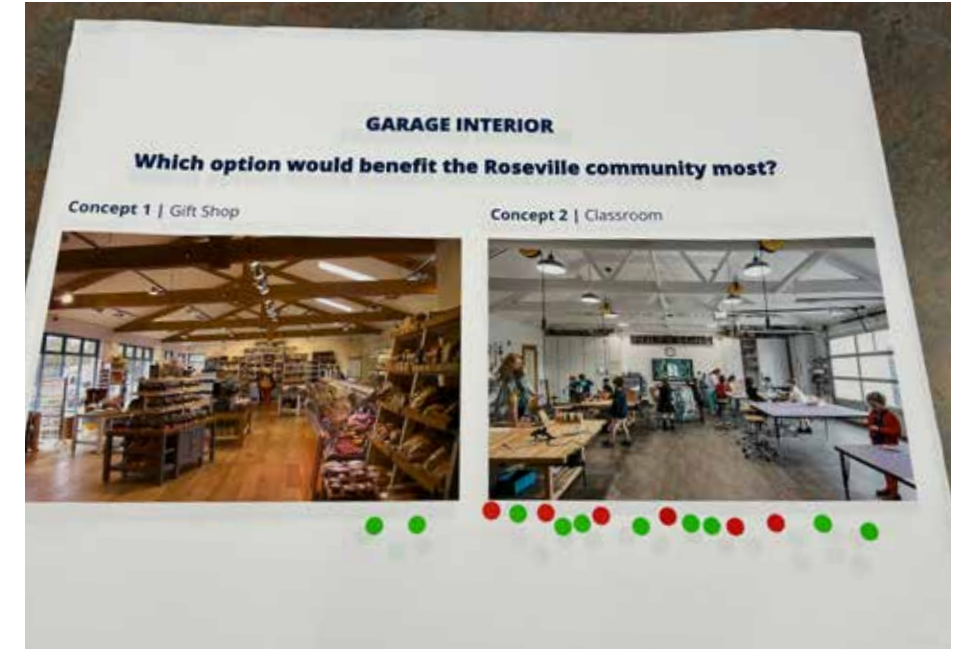 GARAGE INTERIOR
Which option would benefit the Roseville community most?
Concept 1 | Gift Shop
Concept 2 | Classroom